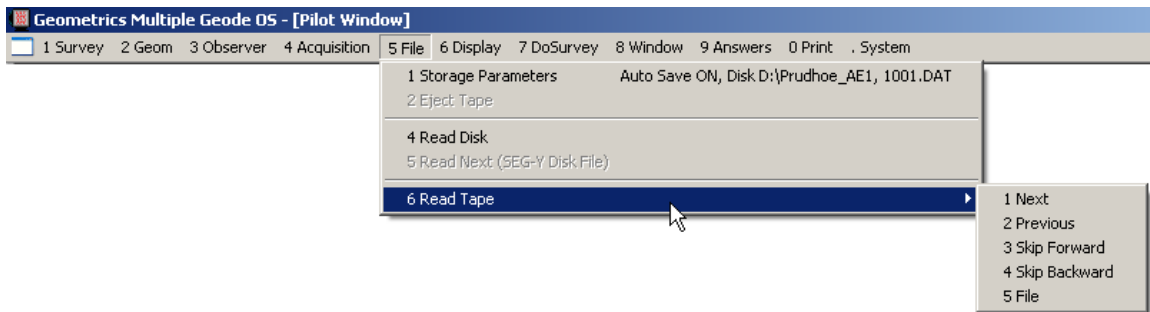 Geometrics Multiple Geode OS - [Pilot Window]
1 Survey 2 Geom 3 Observer 4 Acquisition 5 File 6 Display 7 DoSurvey 8 Window 9 Answers 0 Print . System
1 Storage Parameters Auto Save ON, Disk D:\Prudhoe_AE1, 1001.DAT
2 Eject Tape
4 Read Disk
5 Read Next (SEG-Y Disk File)
6 Read Tape
1 Next
2 Previous
3 Skip Forward
4 Skip Backward
5 File